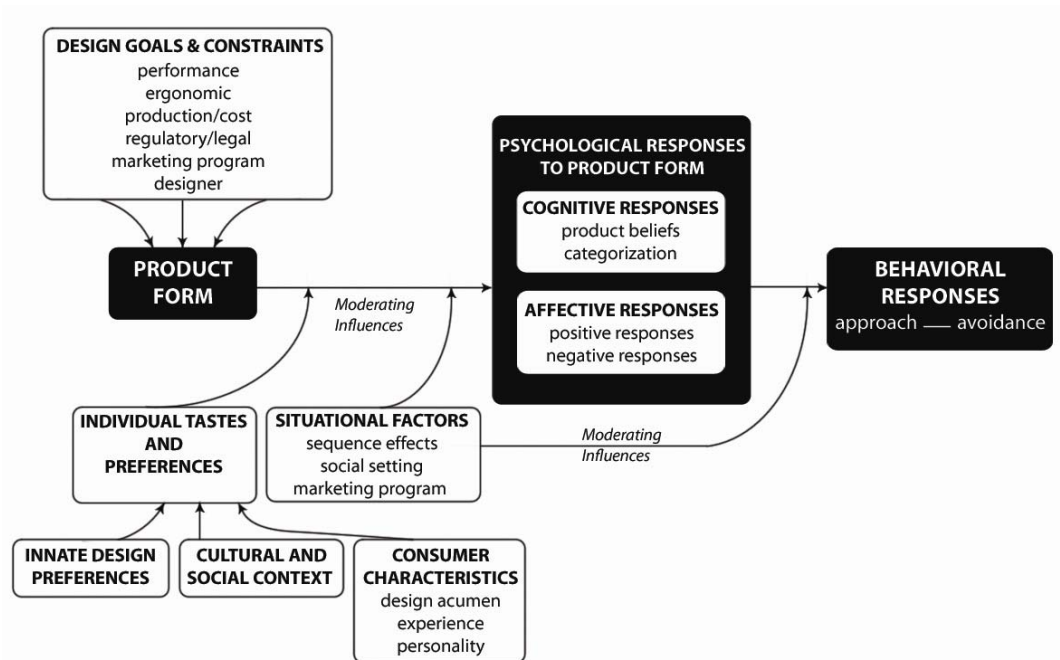 DESIGN GOALS & CONSTRAINTS
performance
ergonomic
production/cost
regulatory/legal
marketing program
designer
PRODUCT
FORM
Moderating
Influences
PSYCHOLOGICAL RESPONSES
TO PRODUCT FORM
COGNITIVE RESPONSES
product beliefs
categorization
AFFECTIVE RESPONSES
positive responses
negative responses
BEHAVIORAL
RESPONSES
approach — avoidance
INDIVIDUAL TASTES
AND
PREFERENCES
SITUATIONAL FACTORS
sequence effects
social setting
marketing program
Moderating
Influences
INNATE DESIGN
PREFERENCES
CULTURAL AND
SOCIAL CONTEXT
CONSUMER
CHARACTERISTICS
design acumen
experience
personality